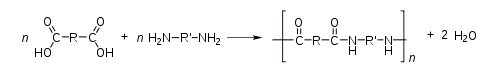 O O O O
n C–R–C + n H₂N–R'–NH₂ C–R–C–N–R'–N + 2 H₂O
HO OH H H n